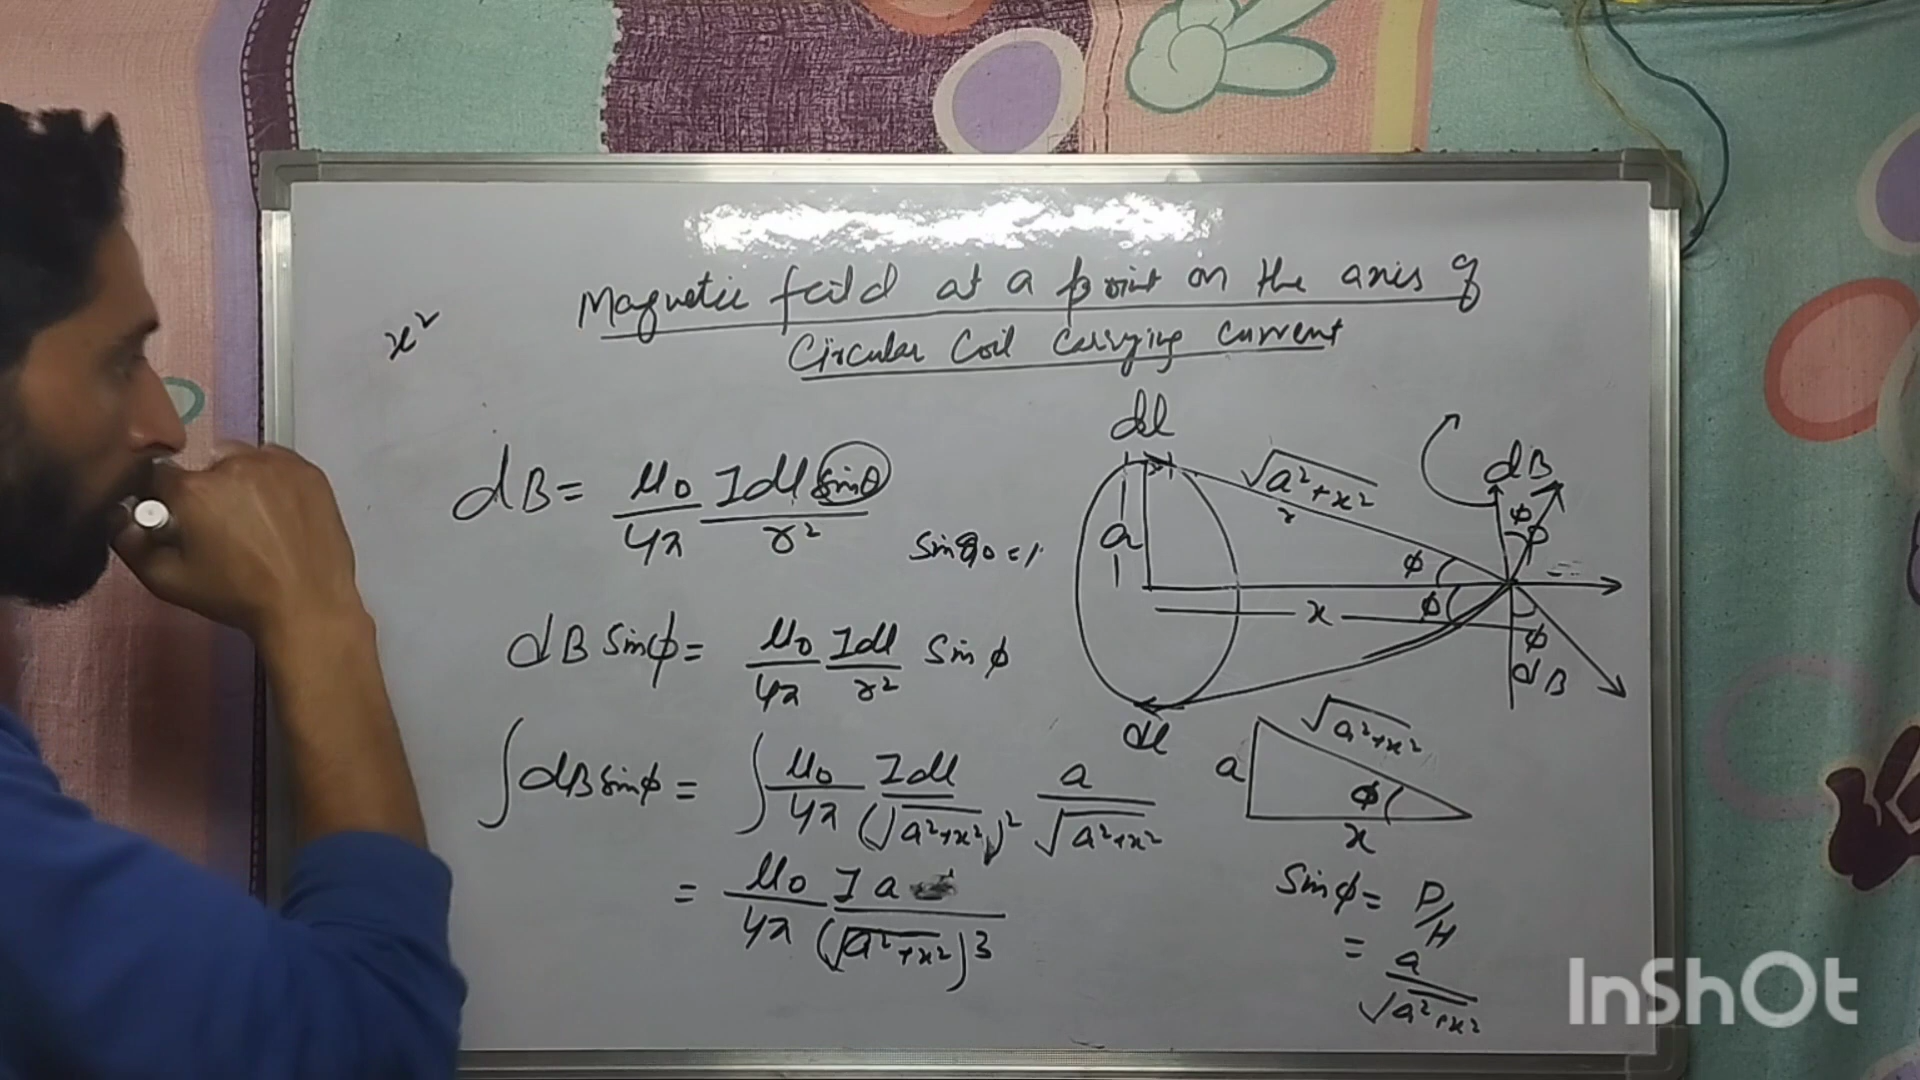 Magnetic feild at a point on the axis of
Circular Coil Carrying Current
x²
dB = μ₀/4π Idl sinθ/r²
sin90 = 1
dB sinϕ = μ₀/4π Idl/r² sinϕ
∫dB sinϕ = ∫μ₀/4π Idl/(√a²+x²)² a/√a²+x²
= μ₀/4π I a/(√a²+x²)³
dl
√a²+x²
r
a
dB
ϕ
ϕ
ϕ
ϕ
x
ϕ
dB
dl
√a²+x²
a
ϕ
x
Sinϕ = P/H
= a/√a²+x²
InShOt